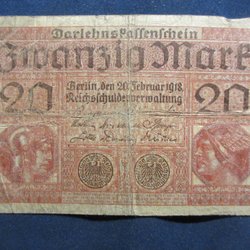 Darlehnskassenschein
Zwanzig Mark
20 Berlin, den 20. Februar 1918 20
Reichsschuldenverwaltung